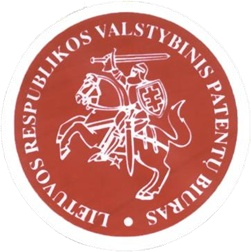 LIETUVOS RESPUBLIKOS VALSTYBINIS PATENTŲ BIURAS